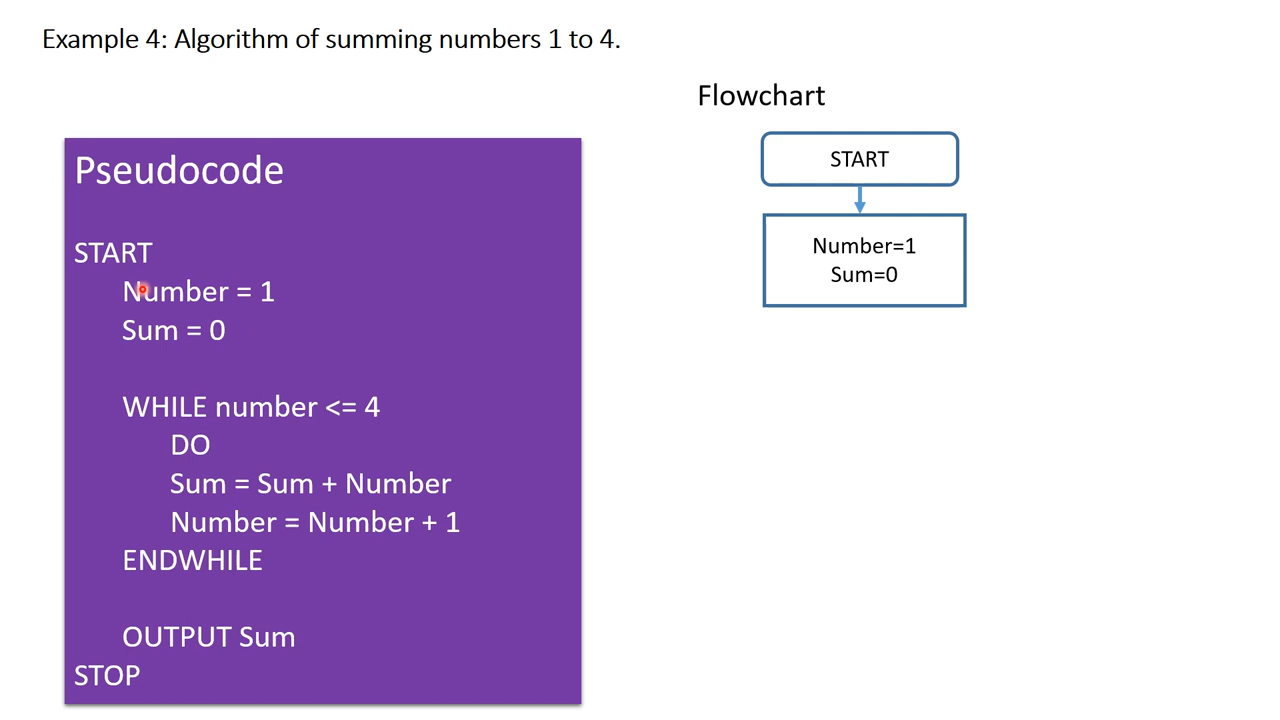 Example 4: Algorithm of summing numbers 1 to 4.
Flowchart
START
Number=1
Sum=0
Pseudocode
START
Number = 1
Sum = 0
WHILE number <= 4
DO
Sum = Sum + Number
Number = Number + 1
ENDWHILE
OUTPUT Sum
STOP